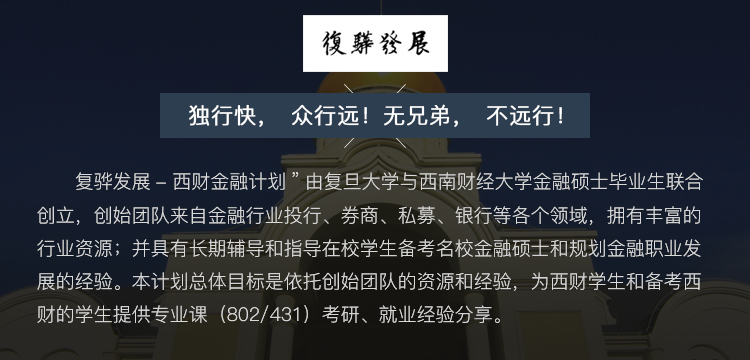 復驊發展
独行快， 众行远！无兄弟， 不远行！
复骅发展 – 西财金融计划 ” 由复旦大学与西南财经大学金融硕士毕业生联合
创立，创始团队来自金融行业投行、券商、私募、银行等各个领域，拥有丰富的
行业资源；并具有长期辅导和指导在校学生备考名校金融硕士和规划金融职业发
展的经验。本计划总体目标是依托创始团队的资源和经验，为西财学生和备考西
财的学生提供专业课（802/431）考研、就业经验分享。